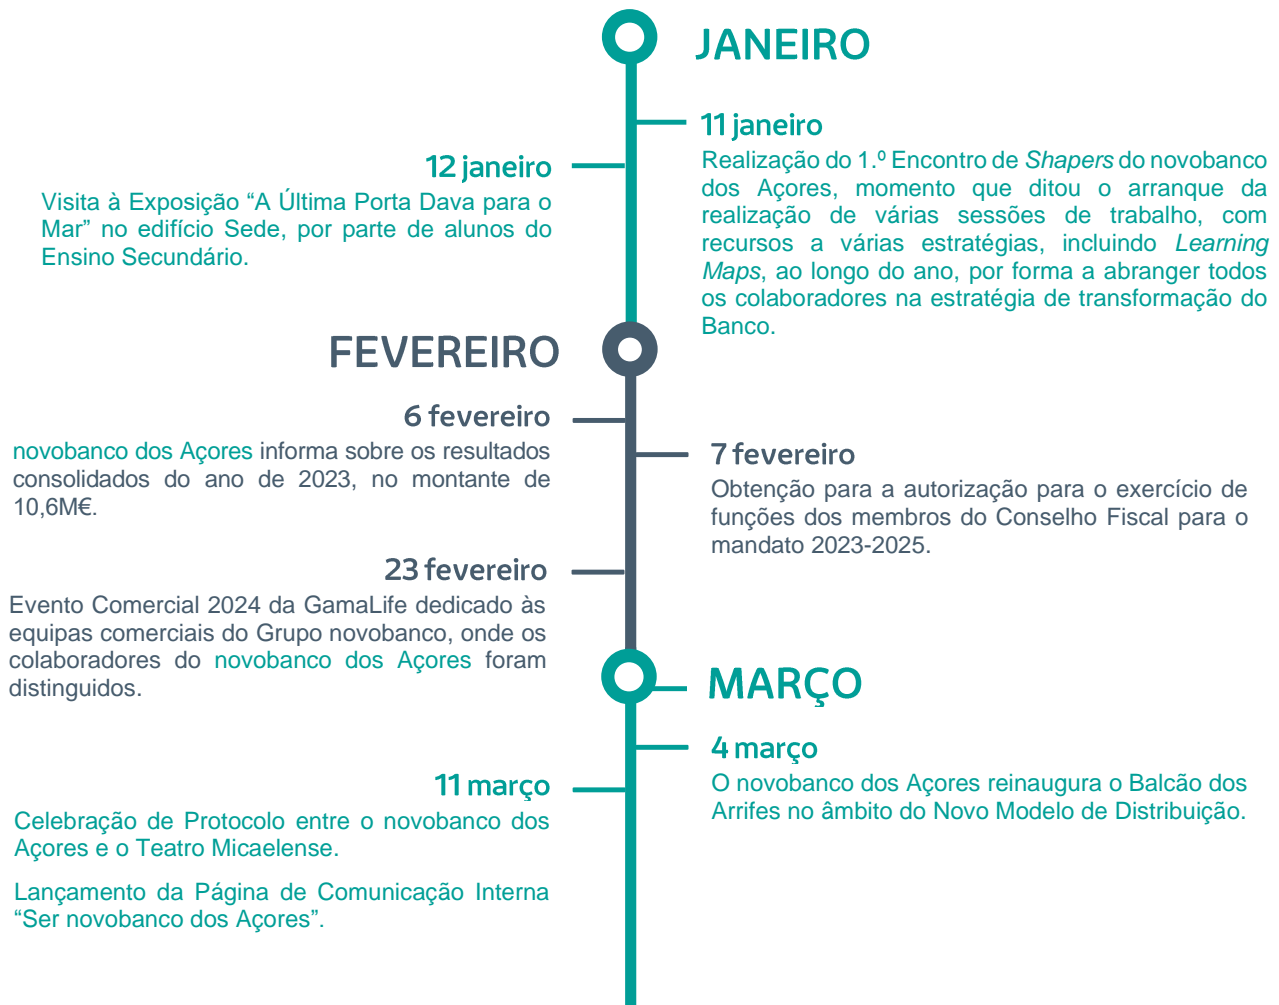 JANEIRO
11 janeiro
Realização do 1.º Encontro de Shapers do novobanco
dos Açores, momento que ditou o arranque da
realização de várias sessões de trabalho, com
recursos a várias estratégias, incluindo Learning
Maps, ao longo do ano, por forma a abranger todos
os colaboradores na estratégia de transformação do
Banco.
12 janeiro
Visita à Exposição “A Última Porta Dava para o
Mar” no edifício Sede, por parte de alunos do
Ensino Secundário.
FEVEREIRO
6 fevereiro
novobanco dos Açores informa sobre os resultados
consolidados do ano de 2023, no montante de
10,6M€.
7 fevereiro
Obtenção para a autorização para o exercício de
funções dos membros do Conselho Fiscal para o
mandato 2023-2025.
23 fevereiro
Evento Comercial 2024 da GamaLife dedicado às
equipas comerciais do Grupo novobanco, onde os
colaboradores do novobanco dos Açores foram
distinguidos.
MARÇO
4 março
O novobanco dos Açores reinaugura o Balcão dos
Arrifes no âmbito do Novo Modelo de Distribuição.
11 março
Celebração de Protocolo entre o novobanco dos
Açores e o Teatro Micaelense.
Lançamento da Página de Comunicação Interna
“Ser novobanco dos Açores”.